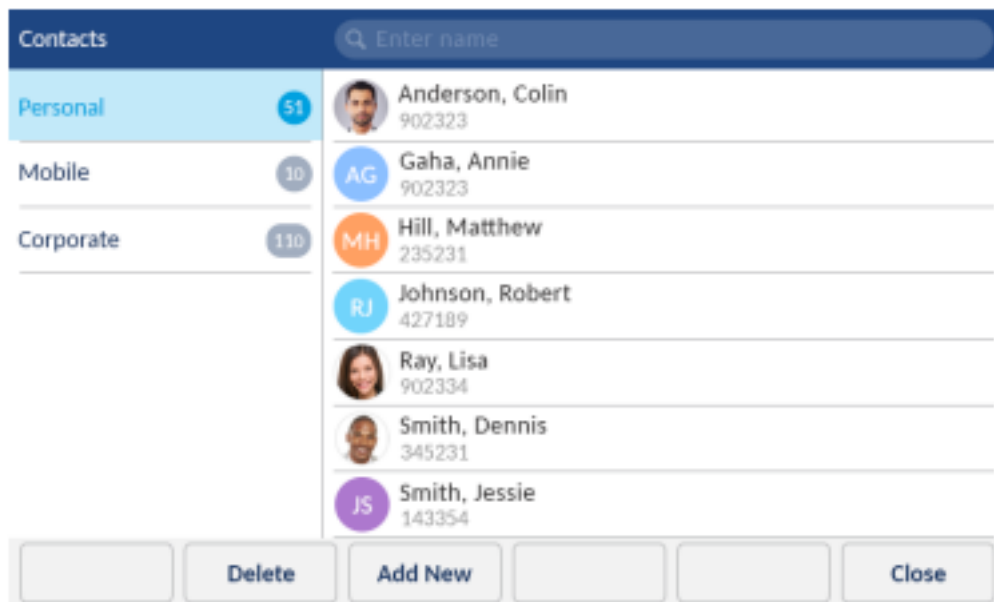 Contacts
Enter name
Personal 51
Mobile 10
Corporate 110
Anderson, Colin
902323
AG
Gaha, Annie
902323
MH
Hill, Matthew
235231
RJ
Johnson, Robert
427189
Ray, Lisa
902334
Smith, Dennis
345231
JS
Smith, Jessie
143354
Delete
Add New
Close